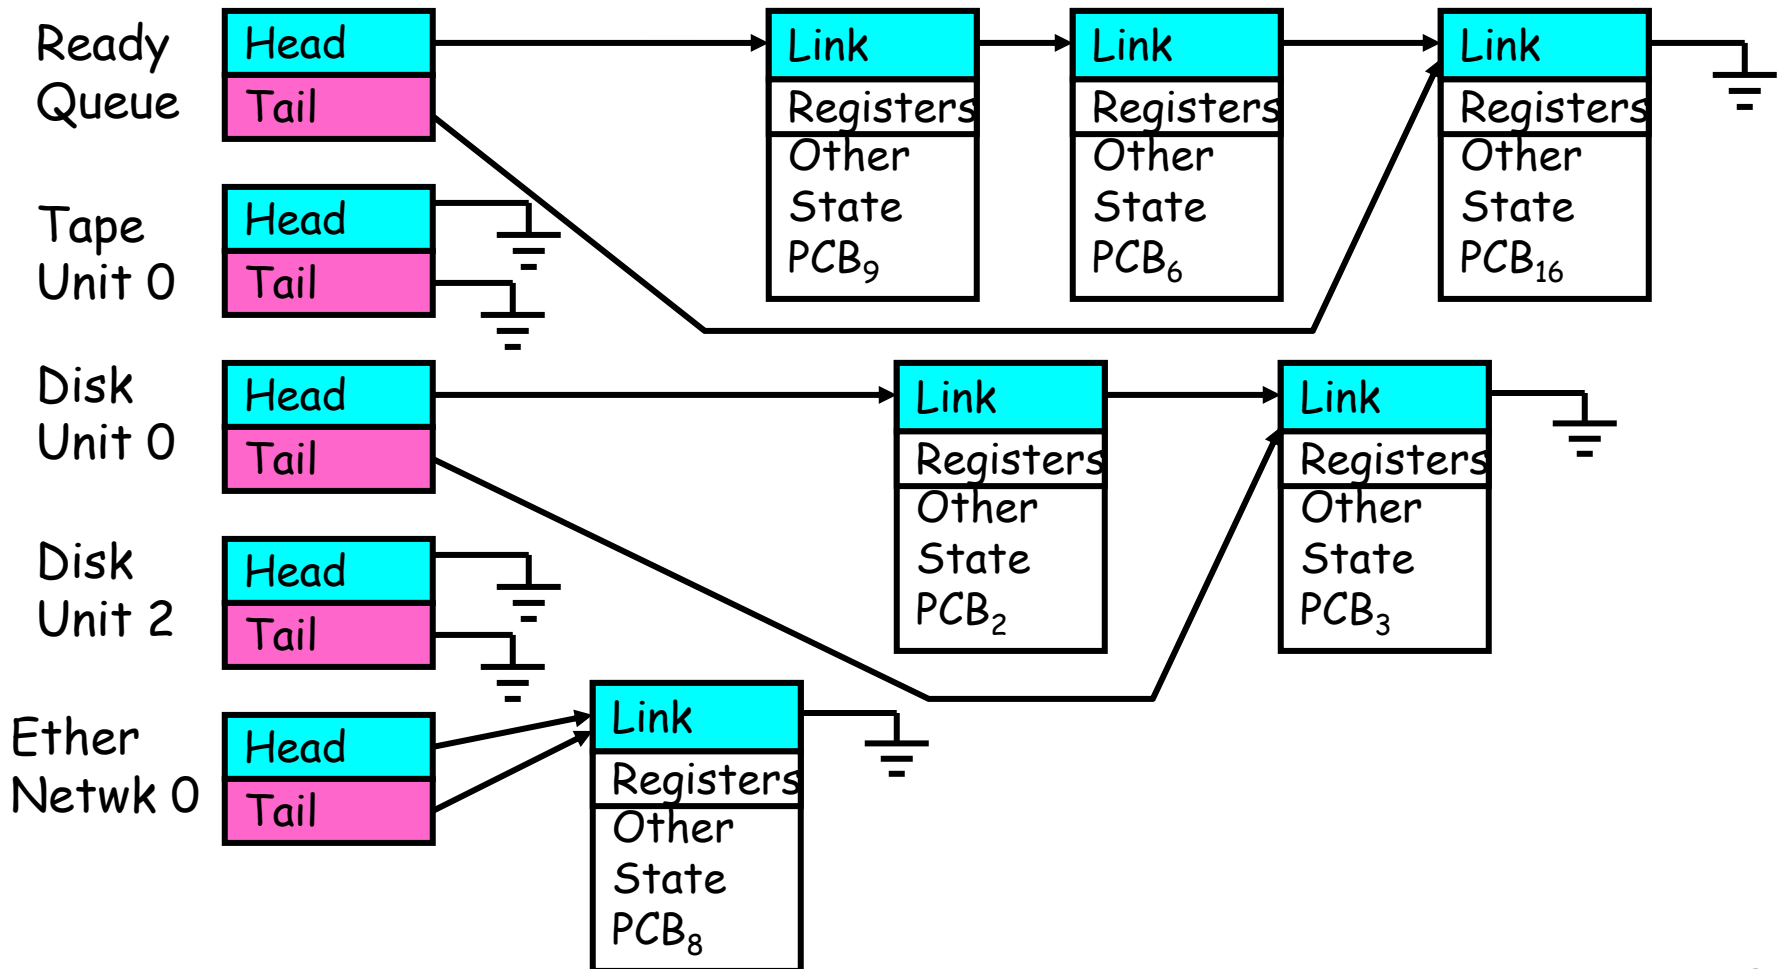 Ready
Queue
Head
Tail
Link
Registers
Other
State
PCB₉
Link
Registers
Other
State
PCB₆
Link
Registers
Other
State
PCB₁₆
Tape
Unit 0
Head
Tail
Disk
Unit 0
Head
Tail
Link
Registers
Other
State
PCB₂
Link
Registers
Other
State
PCB₃
Disk
Unit 2
Head
Tail
Ether
Netwk 0
Head
Tail
Link
Registers
Other
State
PCB₈